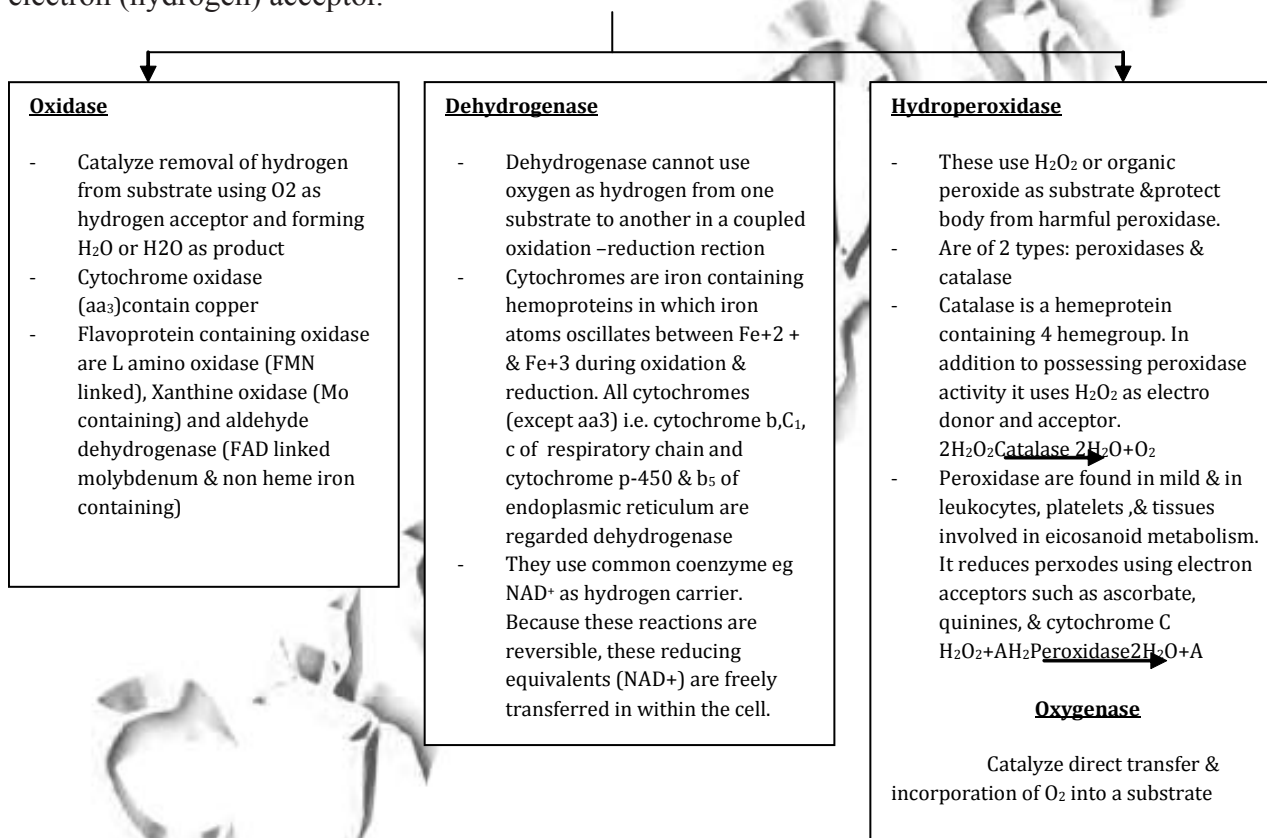 electron (hydrogen) acceptor.
Oxidase
- Catalyze removal of hydrogen
from substrate using O2 as
hydrogen acceptor and forming
H₂O or H2O as product
- Cytochrome oxidase
(aa₃)contain copper
- Flavoprotein containing oxidase
are L amino oxidase (FMN
linked), Xanthine oxidase (Mo
containing) and aldehyde
dehydrogenase (FAD linked
molybdenum & non heme iron
containing)
Dehydrogenase
- Dehydrogenase cannot use
oxygen as hydrogen from one
substrate to another in a coupled
oxidation –reduction rection
- Cytochromes are iron containing
hemoproteins in which iron
atoms oscillates between Fe+2 +
& Fe+3 during oxidation &
reduction. All cytochromes
(except aa3) i.e. cytochrome b,C₁,
c of respiratory chain and
cytochrome p-450 & b₅ of
endoplasmic reticulum are
regarded dehydrogenase
- They use common coenzyme eg
NAD⁺ as hydrogen carrier.
Because these reactions are
reversible, these reducing
equivalents (NAD+) are freely
transferred in within the cell.
Hydroperoxidase
- These use H₂O₂ or organic
peroxide as substrate &protect
body from harmful peroxidase.
- Are of 2 types: peroxidases &
catalase
- Catalase is a hemeprotein
containing 4 hemegroup. In
addition to possessing peroxidase
activity it uses H₂O₂ as electro
donor and acceptor.
2H₂O₂Catalase 2H₂O+O₂
- Peroxidase are found in mild & in
leukocytes, platelets ,& tissues
involved in eicosanoid metabolism.
It reduces perxodes using electron
acceptors such as ascorbate,
quinines, & cytochrome C
H₂O₂+AH₂Peroxidase2H₂O+A
Oxygenase
Catalyze direct transfer &
incorporation of O₂ into a substrate